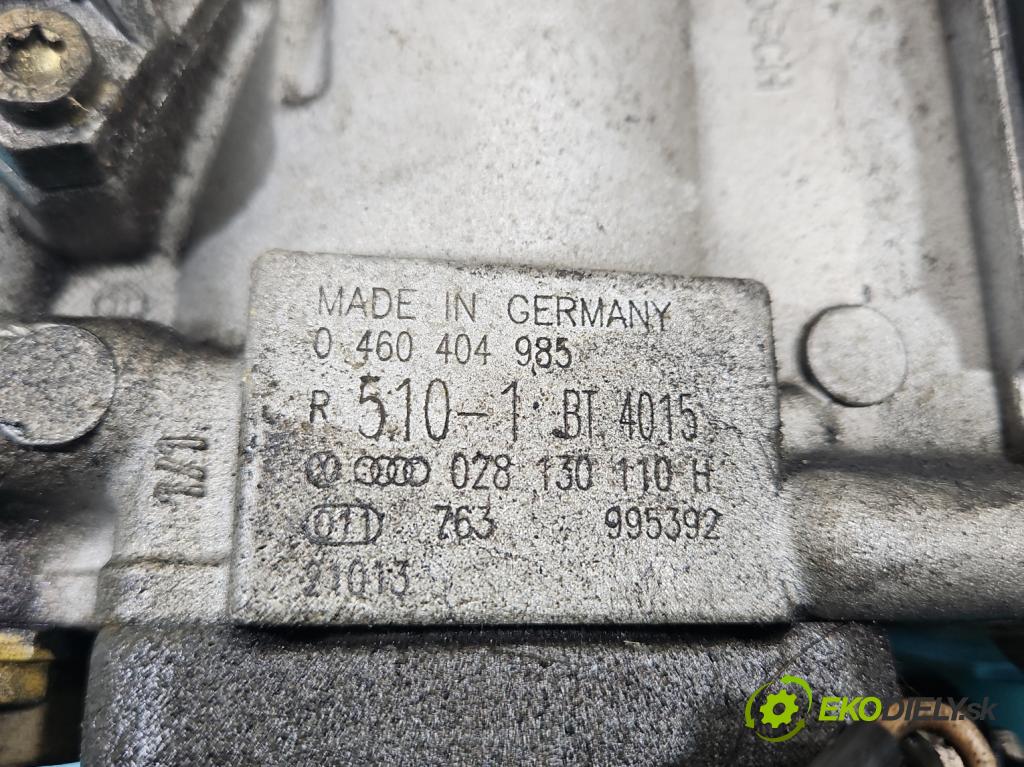 BOSCH
MADE IN GERMANY
0 460 404 985
R 510-1 BT 4015
028 130 110 H
011 763 995392
21013
EKODIELY.sk